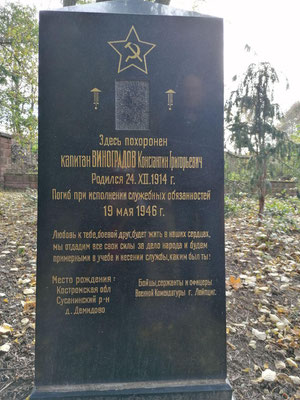 Здесь похоронен
капитан ВИНОГРАДОВ Константин Григорьевич
Родился 24. XII. 1914 г.
Погиб при исполнении служебных обязанностей
19 мая 1946 г.
Любовь к тебе, боевой друг, будет жить в наших сердцах,
мы отдадим все свои силы за дело народа и будем
примерными в учебе и несении службы, каким был ты!
Место рождения:
Костромская обл
Сусанинский р-н
д. Демидово
Бойцы, сержанты и офицеры
Военной Комендатуры г. Лейпциг.